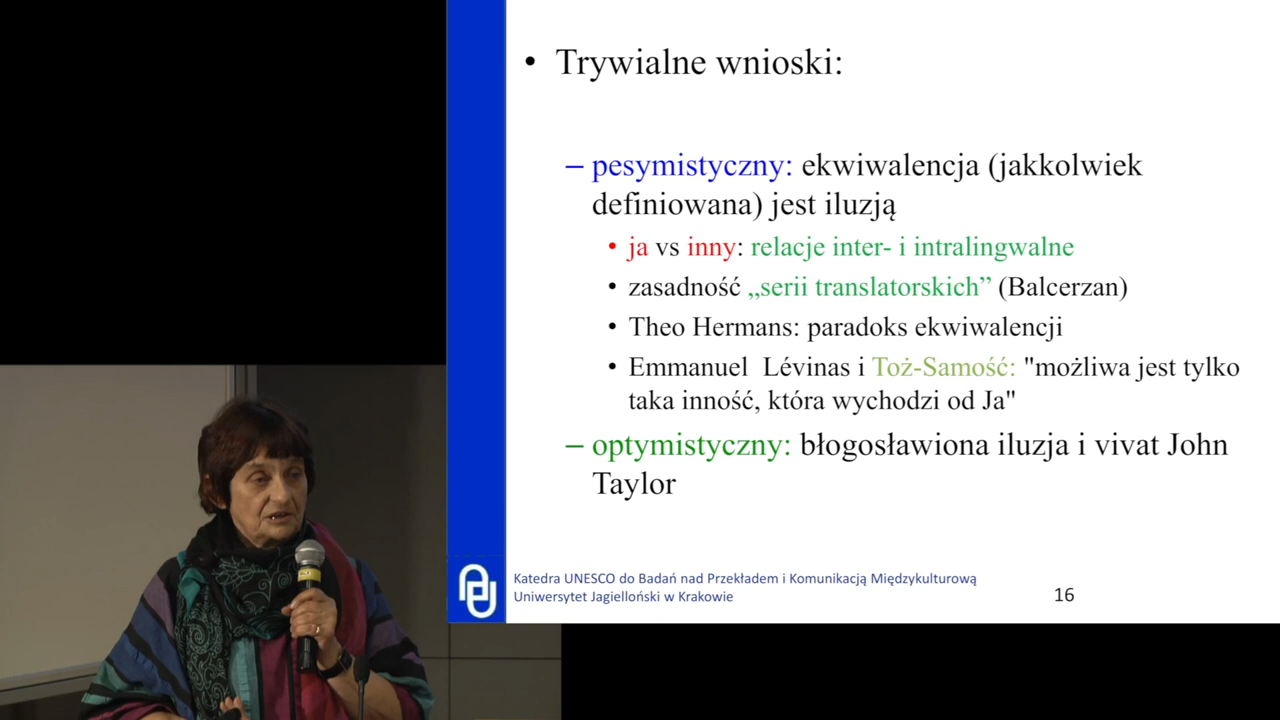 • Trywialne wnioski:
– pesymistyczny: ekwiwalencja (jakkolwiek
definiowana) jest iluzją
• ja vs inny: relacje inter- i intralingwalne
• zasadność „serii translatorskich” (Balcerzan)
• Theo Hermans: paradoks ekwiwalencji
• Emmanuel Lévinas i Toż-Samość: "możliwa jest tylko
taka inność, która wychodzi od Ja"
– optymistyczny: błogosławiona iluzja i vivat John
Taylor
Katedra UNESCO do Badań nad Przekładem i Komunikacją Międzykulturową
Uniwersytet Jagielloński w Krakowie
16